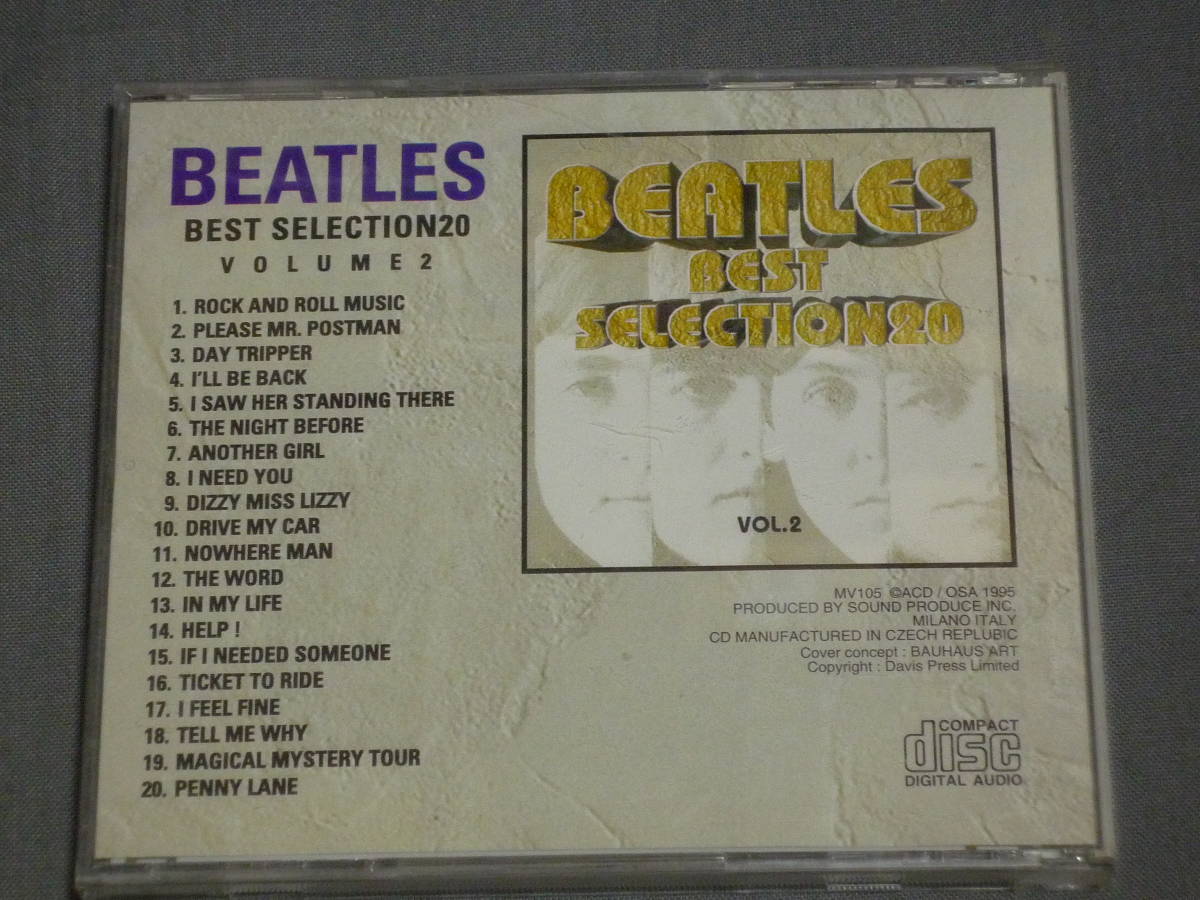 BEATLES
BEST SELECTION20
VOLUME2
1. ROCK AND ROLL MUSIC
2. PLEASE MR. POSTMAN
3. DAY TRIPPER
4. I'LL BE BACK
5. I SAW HER STANDING THERE
6. THE NIGHT BEFORE
7. ANOTHER GIRL
8. I NEED YOU
9. DIZZY MISS LIZZY
10. DRIVE MY CAR
11. NOWHERE MAN
12. THE WORD
13. IN MY LIFE
14. HELP !
15. IF I NEEDED SOMEONE
16. TICKET TO RIDE
17. I FEEL FINE
18. TELL ME WHY
19. MAGICAL MYSTERY TOUR
20. PENNY LANE
BEATLES
BEST
SELECTION20
VOL.2
MV105 ©ACD / OSA 1995
PRODUCED BY SOUND PRODUCE INC.
MILANO ITALY
CD MANUFACTURED IN CZECH REPLUBIC
Cover concept : BAUHAUS ART
Copyright : Davis Press Limited
COMPACT
disc
DIGITAL AUDIO